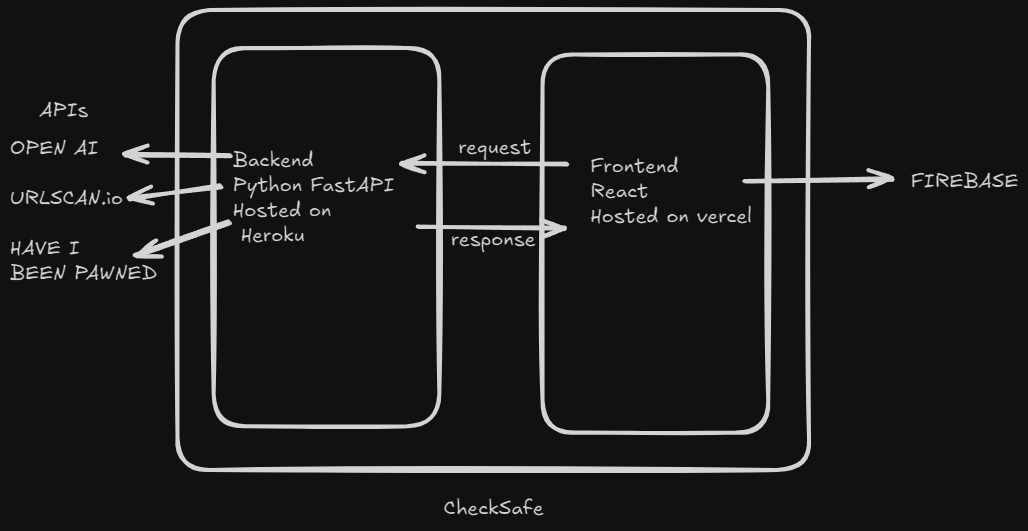 APIs
OPEN AI
URLSCAN.io
HAVE I
BEEN PAWNED
Backend
Python FastAPI
Hosted on
Heroku
request
response
Frontend
React
Hosted on vercel
FIREBASE
CheckSafe